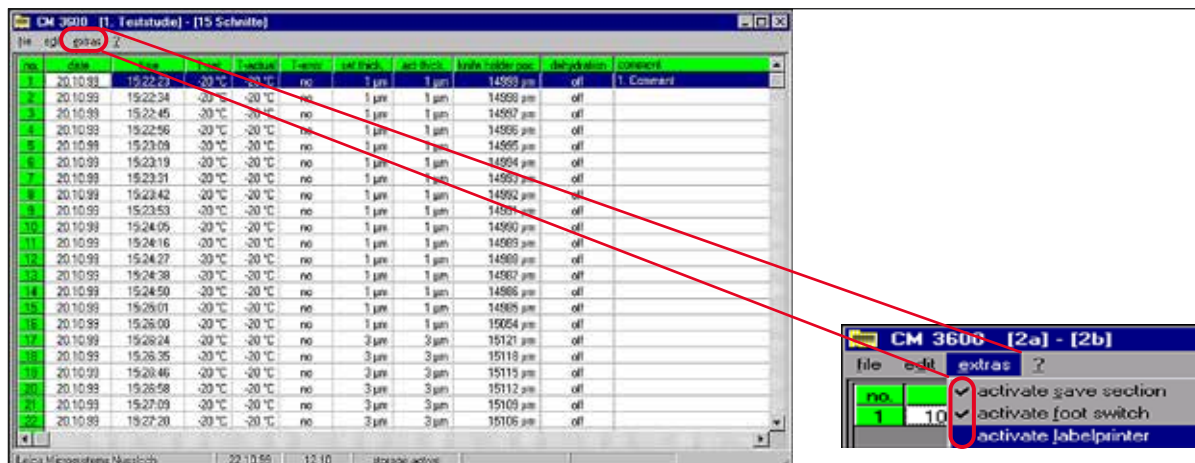 CM 3600 [1. Teststudie] - [15 Schnitte]
file edit extras ?
no. date time T-set T-actual T-error set thick. act thick. knife holder pos. dehydration comment
1 20.10.99 15:22:23 -20 °C -20 °C no 1 µm 1 µm 14999 µm off 1. Comment
2 20.10.99 15:22:34 -20 °C -20 °C no 1 µm 1 µm 14998 µm off
3 20.10.99 15:22:45 -20 °C -20 °C no 1 µm 1 µm 14997 µm off
4 20.10.99 15:22:56 -20 °C -20 °C no 1 µm 1 µm 14996 µm off
5 20.10.99 15:23:09 -20 °C -20 °C no 1 µm 1 µm 14995 µm off
6 20.10.99 15:23:19 -20 °C -20 °C no 1 µm 1 µm 14994 µm off
7 20.10.99 15:23:31 -20 °C -20 °C no 1 µm 1 µm 14993 µm off
8 20.10.99 15:23:42 -20 °C -20 °C no 1 µm 1 µm 14992 µm off
9 20.10.99 15:23:53 -20 °C -20 °C no 1 µm 1 µm 14991 µm off
10 20.10.99 15:24:05 -20 °C -20 °C no 1 µm 1 µm 14990 µm off
11 20.10.99 15:24:16 -20 °C -20 °C no 1 µm 1 µm 14989 µm off
12 20.10.99 15:24:27 -20 °C -20 °C no 1 µm 1 µm 14988 µm off
13 20.10.99 15:24:38 -20 °C -20 °C no 1 µm 1 µm 14987 µm off
14 20.10.99 15:24:50 -20 °C -20 °C no 1 µm 1 µm 14986 µm off
15 20.10.99 15:26:01 -20 °C -20 °C no 1 µm 1 µm 14985 µm off
16 20.10.99 15:26:08 -20 °C -20 °C no 1 µm 1 µm 15054 µm off
17 20.10.99 15:26:24 -20 °C -20 °C no 3 µm 3 µm 15121 µm off
18 20.10.99 15:26:35 -20 °C -20 °C no 3 µm 3 µm 15118 µm off
19 20.10.99 15:26:46 -20 °C -20 °C no 3 µm 3 µm 15115 µm off
20 20.10.99 15:26:58 -20 °C -20 °C no 3 µm 3 µm 15112 µm off
21 20.10.99 15:27:09 -20 °C -20 °C no 3 µm 3 µm 15109 µm off
22 20.10.99 15:27:20 -20 °C -20 °C no 3 µm 3 µm 15106 µm off
Leica Microsystems Nussloch 22.10.99 12:10 storage active
CM 3600 [2a] - [2b]
file edit extras ?
no.
1 10
activate save section
activate foot switch
activate labelprinter